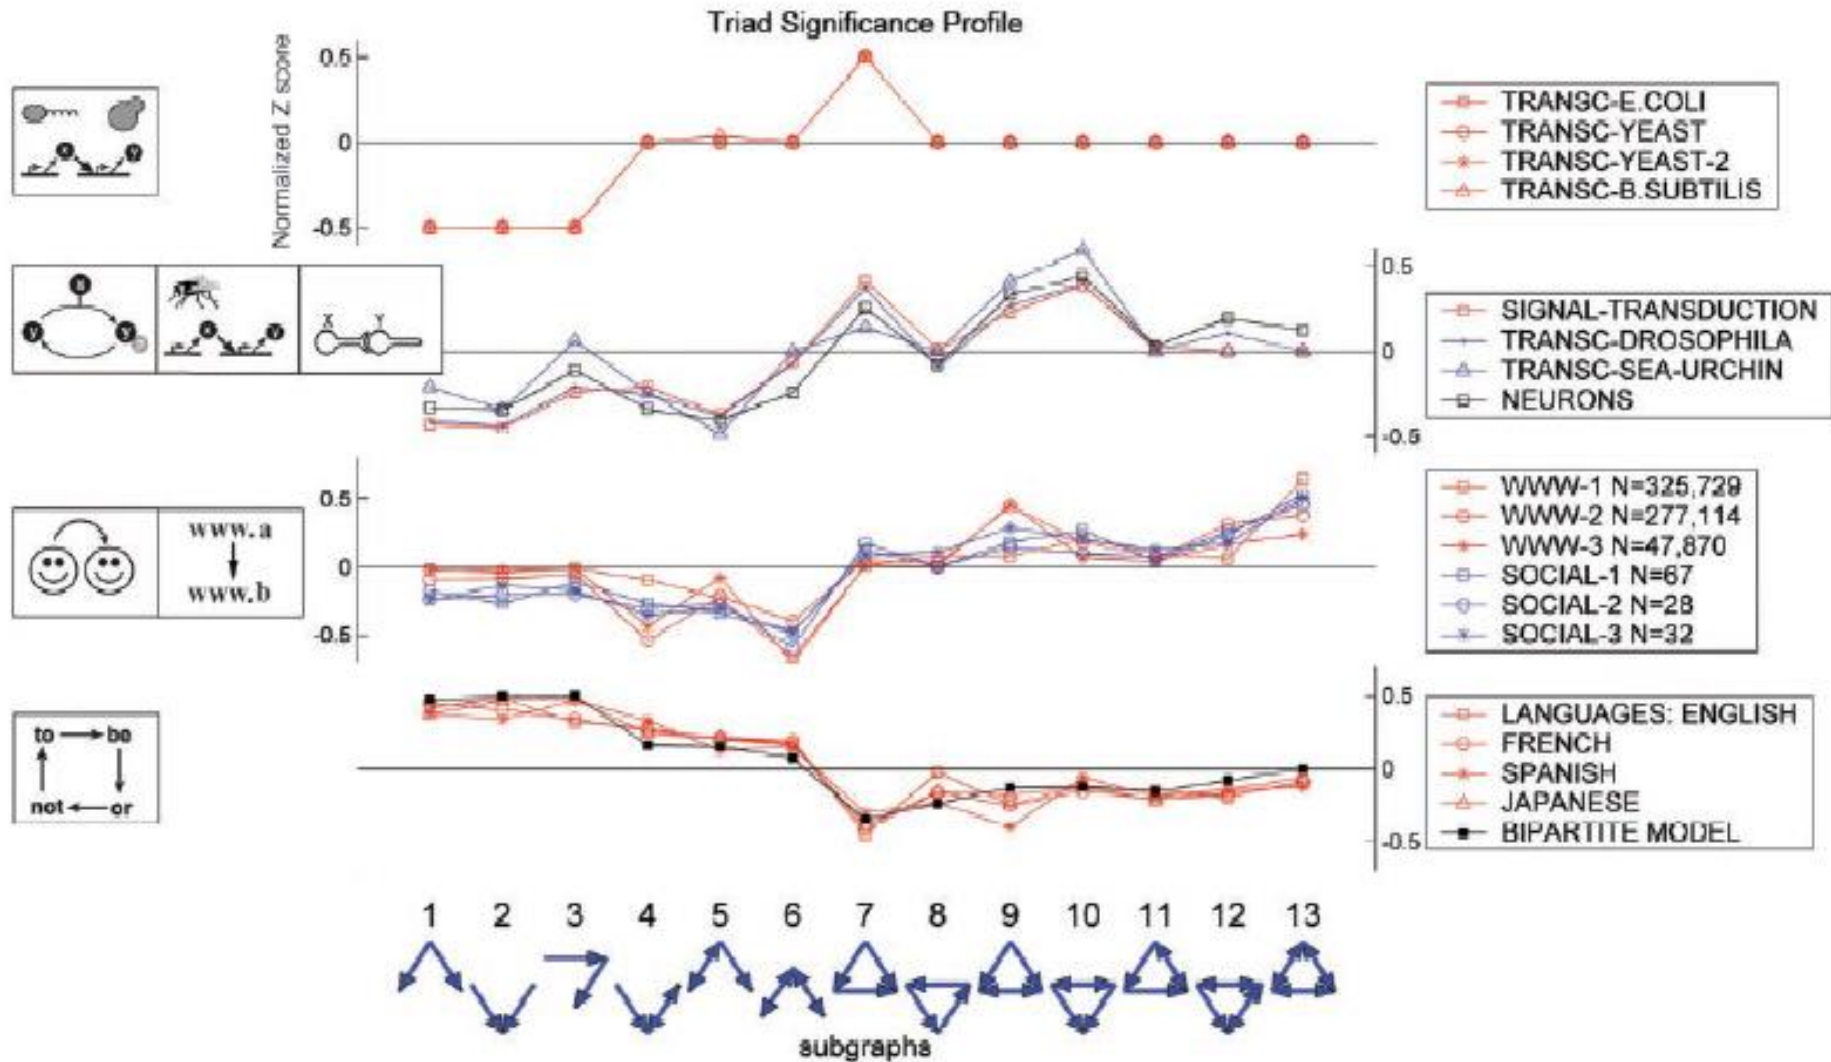 Triad Significance Profile
Normalized Z score
0.5
0
-0.5
X
Y
TRANSC-E.COLI
TRANSC-YEAST
TRANSC-YEAST-2
TRANSC-B.SUBTILIS
Y
Y
X
Y
X
Y
0.5
0
-0.5
SIGNAL-TRANSDUCTION
TRANSC-DROSOPHILA
TRANSC-SEA-URCHIN
NEURONS
www.a
www.b
0.5
0
-0.5
WWW-1 N=325,729
WWW-2 N=277,114
WWW-3 N=47,870
SOCIAL-1 N=67
SOCIAL-2 N=28
SOCIAL-3 N=32
to be
not or
0.5
0
-0.5
LANGUAGES: ENGLISH
FRENCH
SPANISH
JAPANESE
BIPARTITE MODEL
1 2 3 4 5 6 7 8 9 10 11 12 13
subgraphs